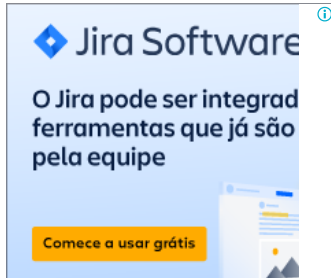 Jira Software
O Jira pode ser integrad
ferramentas que já são
pela equipe
Comece a usar grátis